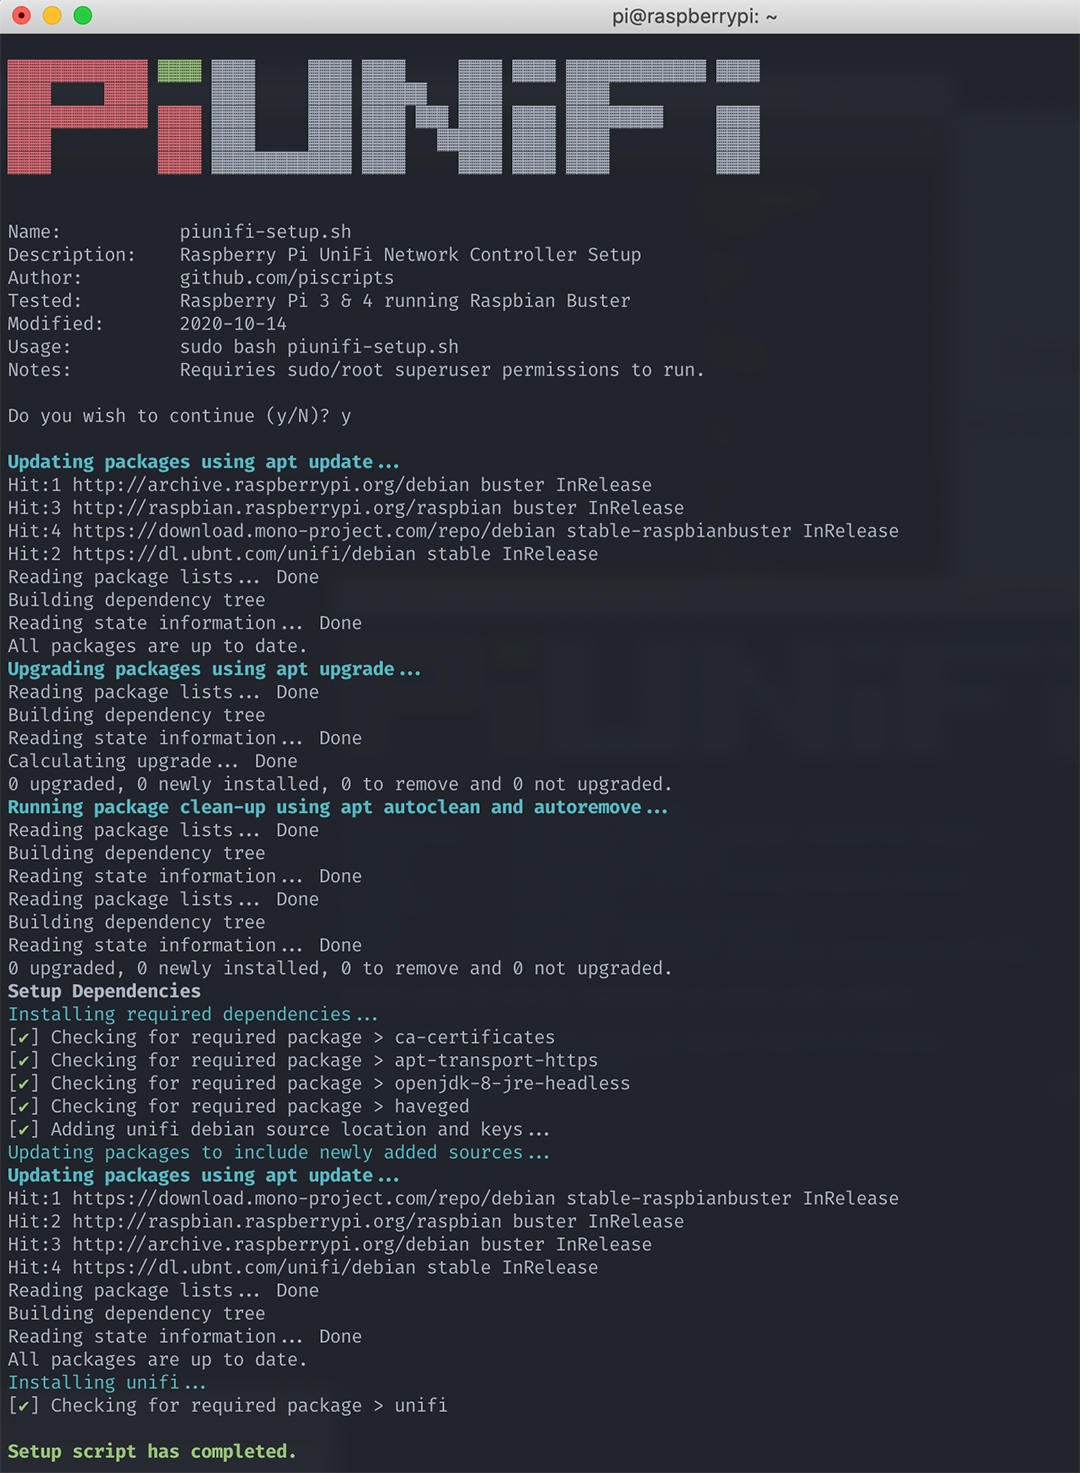 pi@raspberrypi: ~
PiUNiFi
Name: piunifi-setup.sh
Description: Raspberry Pi UniFi Network Controller Setup
Author: github.com/piscripts
Tested: Raspberry Pi 3 & 4 running Raspbian Buster
Modified: 2020-10-14
Usage: sudo bash piunifi-setup.sh
Notes: Requiries sudo/root superuser permissions to run.
Do you wish to continue (y/N)? y
Updating packages using apt update...
Hit:1 http://archive.raspberrypi.org/debian buster InRelease
Hit:3 http://raspbian.raspberrypi.org/raspbian buster InRelease
Hit:4 https://download.mono-project.com/repo/debian stable-raspbianbuster InRelease
Hit:2 https://dl.ubnt.com/unifi/debian stable InRelease
Reading package lists... Done
Building dependency tree
Reading state information... Done
All packages are up to date.
Upgrading packages using apt upgrade...
Reading package lists... Done
Building dependency tree
Reading state information... Done
Calculating upgrade... Done
0 upgraded, 0 newly installed, 0 to remove and 0 not upgraded.
Running package clean-up using apt autoclean and autoremove...
Reading package lists... Done
Building dependency tree
Reading state information... Done
Reading package lists... Done
Building dependency tree
Reading state information... Done
0 upgraded, 0 newly installed, 0 to remove and 0 not upgraded.
Setup Dependencies
Installing required dependencies...
[✔] Checking for required package > ca-certificates
[✔] Checking for required package > apt-transport-https
[✔] Checking for required package > openjdk-8-jre-headless
[✔] Checking for required package > haveged
[✔] Adding unifi debian source location and keys...
Updating packages to include newly added sources...
Updating packages using apt update...
Hit:1 https://download.mono-project.com/repo/debian stable-raspbianbuster InRelease
Hit:2 http://raspbian.raspberrypi.org/raspbian buster InRelease
Hit:3 http://archive.raspberrypi.org/debian buster InRelease
Hit:4 https://dl.ubnt.com/unifi/debian stable InRelease
Reading package lists... Done
Building dependency tree
Reading state information... Done
All packages are up to date.
Installing unifi...
[✔] Checking for required package > unifi
Setup script has completed.